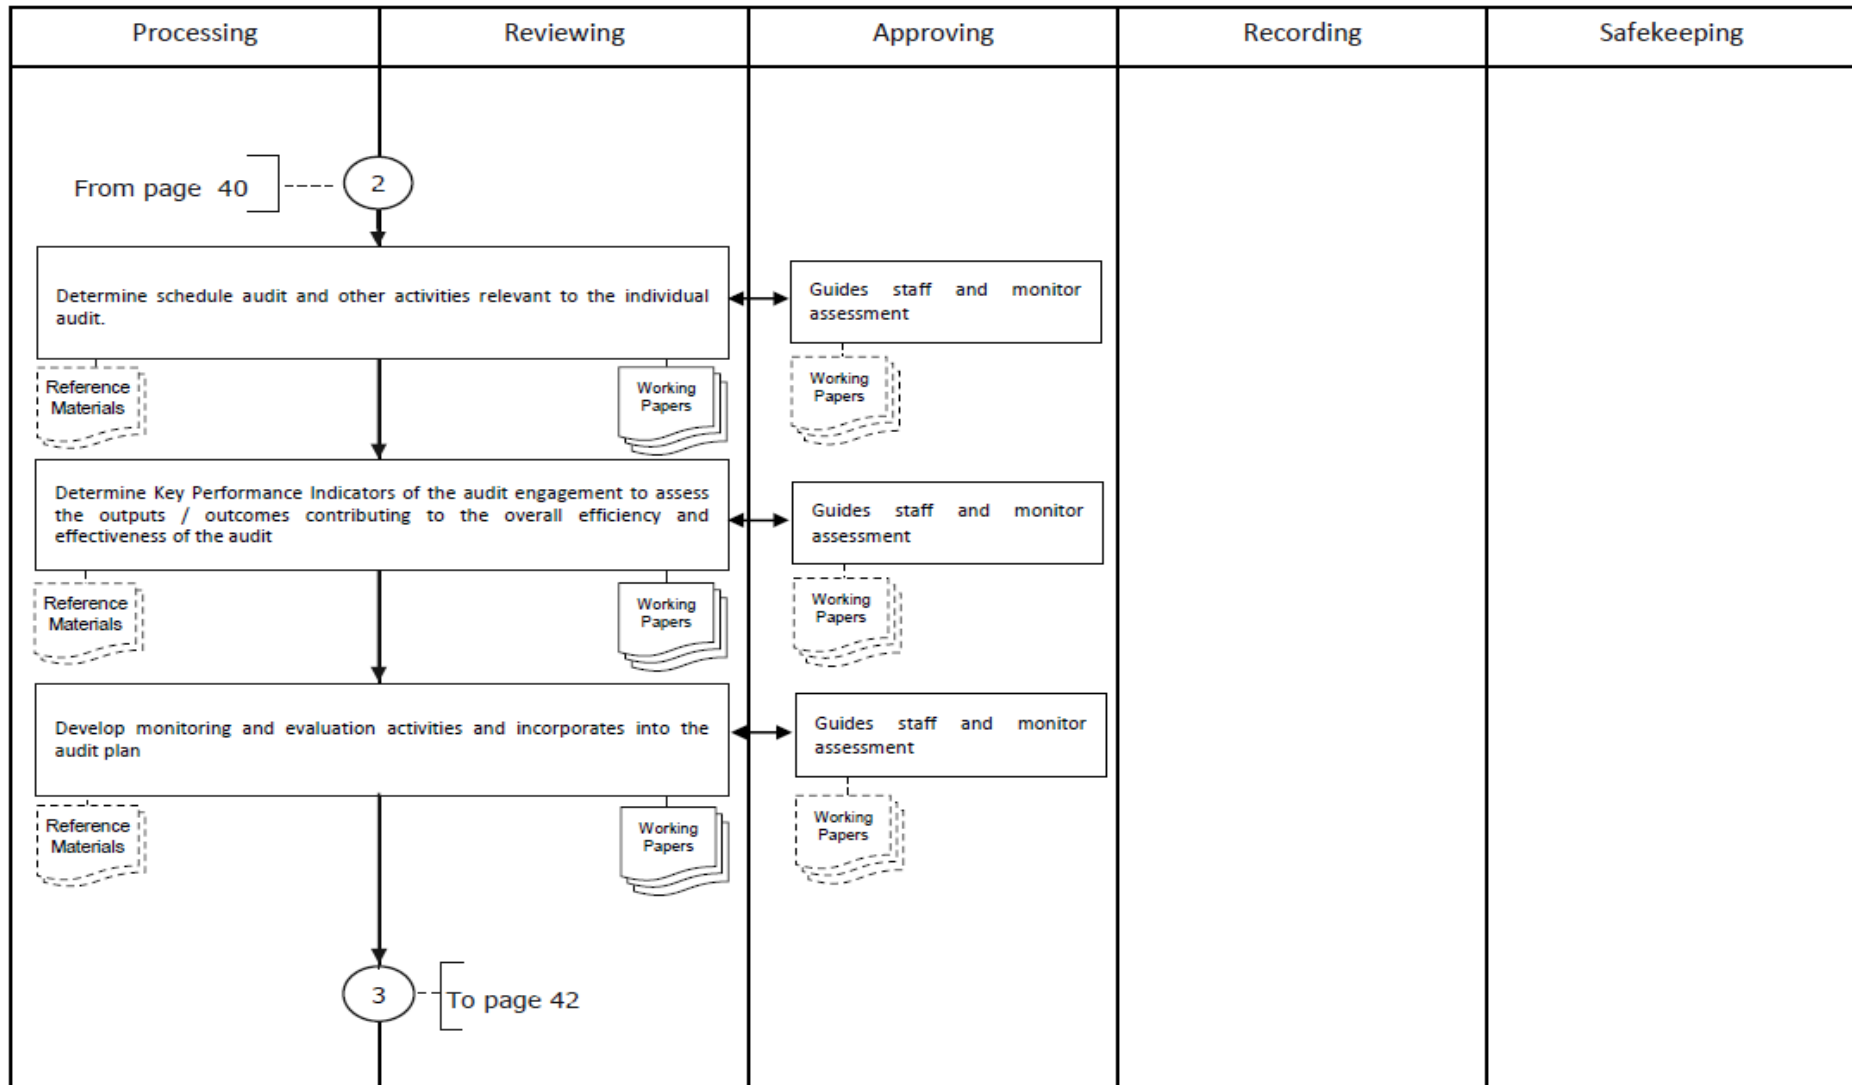 Processing
Reviewing
Approving
Recording
Safekeeping
From page 40
2
Determine schedule audit and other activities relevant to the individual
audit.
Guides staff and monitor
assessment
Reference
Materials
Working
Papers
Working
Papers
Determine Key Performance Indicators of the audit engagement to assess
the outputs / outcomes contributing to the overall efficiency and
effectiveness of the audit
Guides staff and monitor
assessment
Reference
Materials
Working
Papers
Working
Papers
Develop monitoring and evaluation activities and incorporates into the
audit plan
Guides staff and monitor
assessment
Reference
Materials
Working
Papers
Working
Papers
3
To page 42